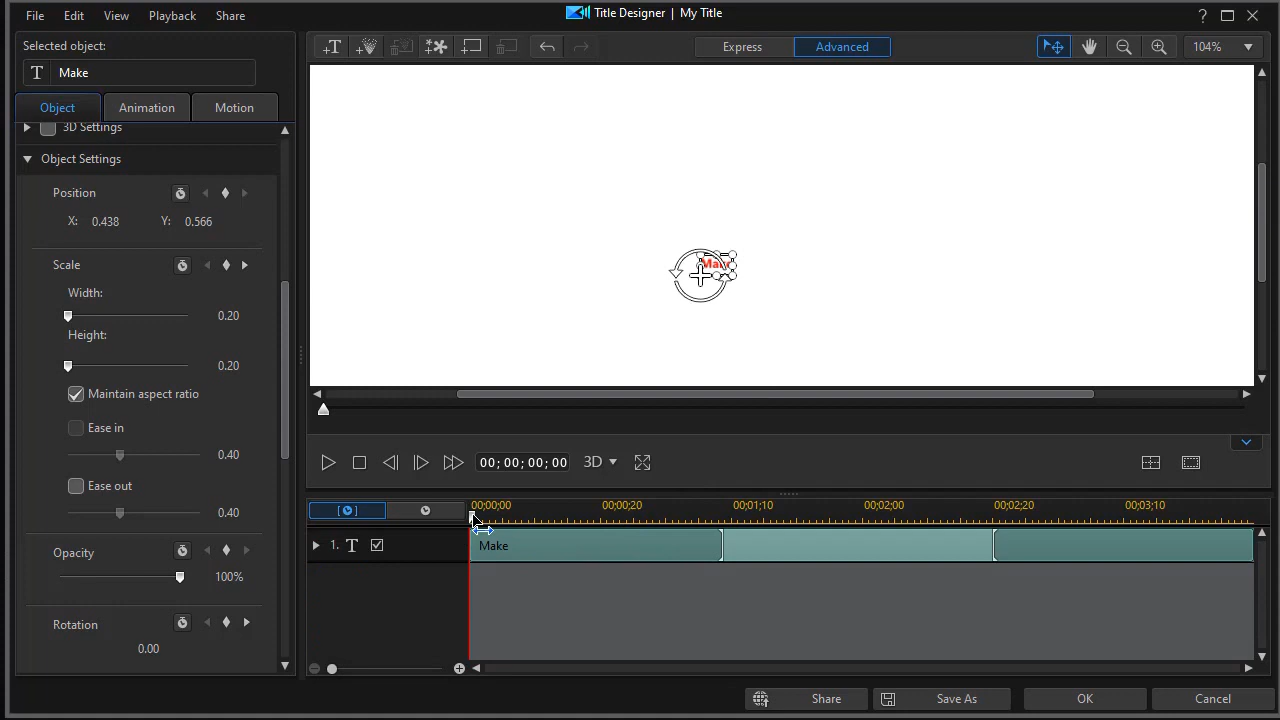 File Edit View Playback Share
Title Designer | My Title
?
Selected object:
T Make
Object Animation Motion
3D Settings
Object Settings
Position
X: 0.438 Y: 0.566
Scale
Width:
0.20
Height:
0.20
Maintain aspect ratio
Ease in
0.40
Ease out
0.40
Opacity
100%
Rotation
0.00
+T
Express Advanced
104%
00; 00; 00; 00
3D
00;00;00 00;00;20 00;01;10 00;02;00 00;02;20 00;03;10
1. T Make
Share Save As OK Cancel